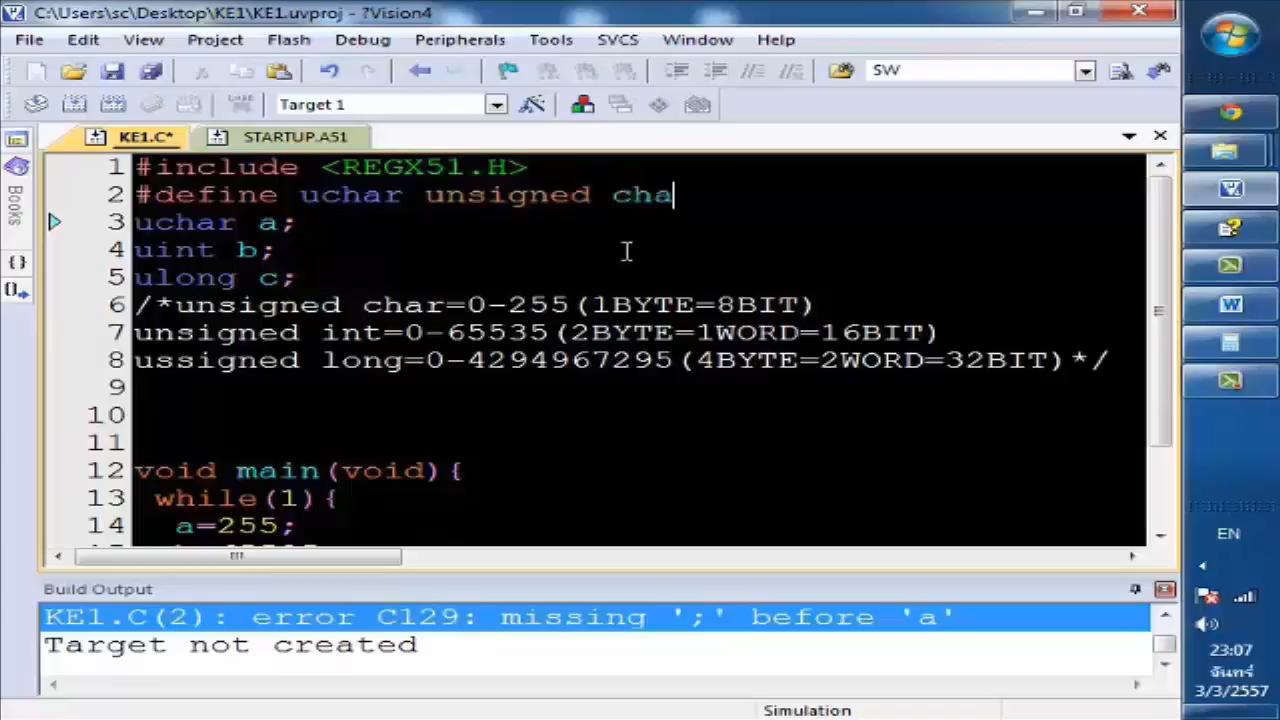 C:\Users\sc\Desktop\KE1\KE1.uvproj - ?Vision4
File Edit View Project Flash Debug Peripherals Tools SVCS Window Help
SW
Target 1
KE1.C* STARTUP.A51
Books
1 #include <REGX51.H>
2 #define uchar unsigned cha
3 uchar a;
4 uint b;
5 ulong c;
6 /*unsigned char=0-255(1BYTE=8BIT)
7 unsigned int=0-65535(2BYTE=1WORD=16BIT)
8 ussigned long=0-4294967295(4BYTE=2WORD=32BIT)*/
9
10
11
12 void main(void){
13 while(1){
14 a=255;
Build Output
KE1.C(2): error C129: missing ';' before 'a'
Target not created
Simulation
EN
23:07
จันทร์
3/3/2557